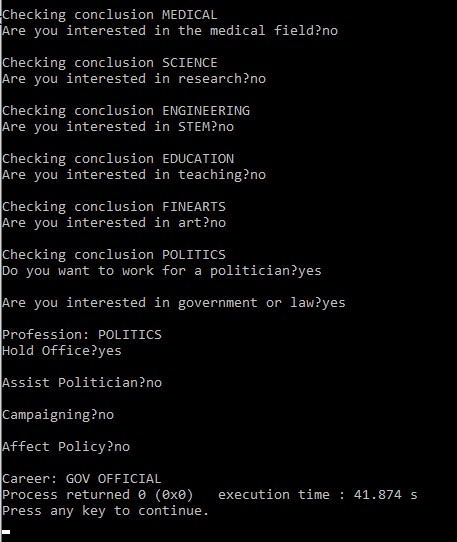 Checking conclusion MEDICAL
Are you interested in the medical field?no
Checking conclusion SCIENCE
Are you interested in research?no
Checking conclusion ENGINEERING
Are you interested in STEM?no
Checking conclusion EDUCATION
Are you interested in teaching?no
Checking conclusion FINEARTS
Are you interested in art?no
Checking conclusion POLITICS
Do you want to work for a politician?yes
Are you interested in government or law?yes
Profession: POLITICS
Hold Office?yes
Assist Politician?no
Campaigning?no
Affect Policy?no
Career: GOV OFFICIAL
Process returned 0 (0x0)   execution time : 41.874 s
Press any key to continue.